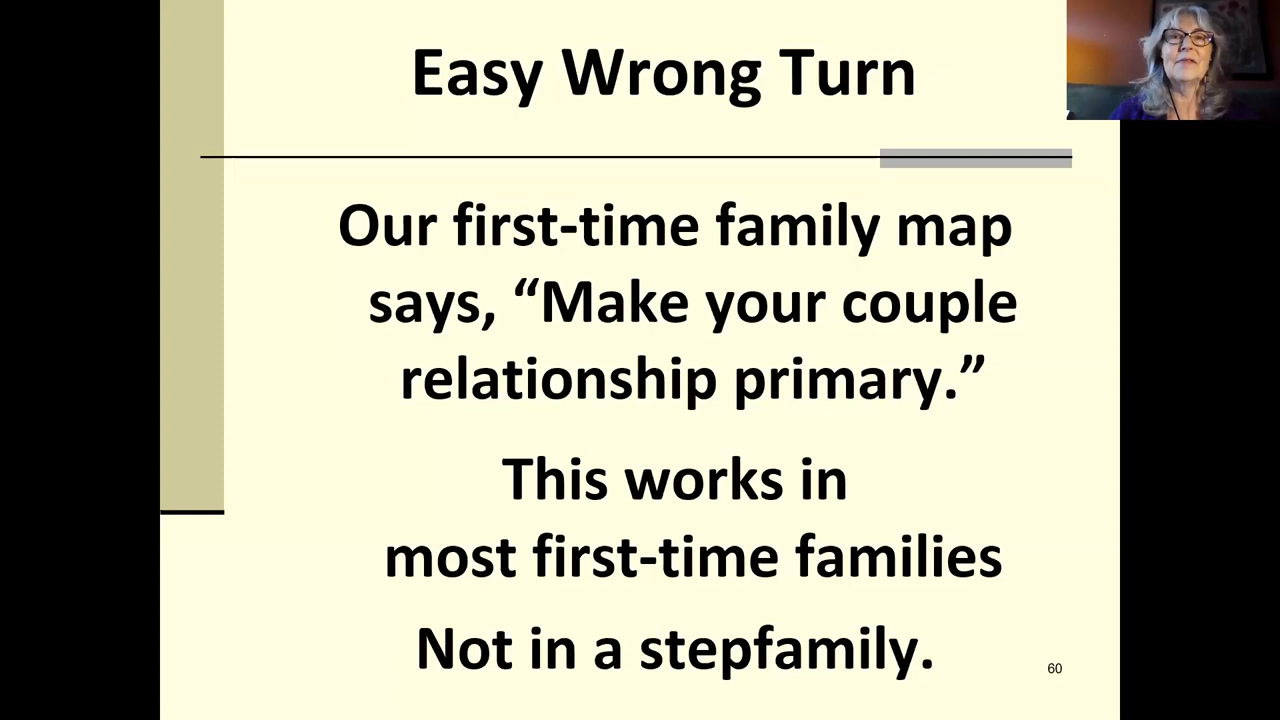 Easy Wrong Turn
Our first-time family map
says, “Make your couple
relationship primary.”
This works in
most first-time families
Not in a stepfamily.
60